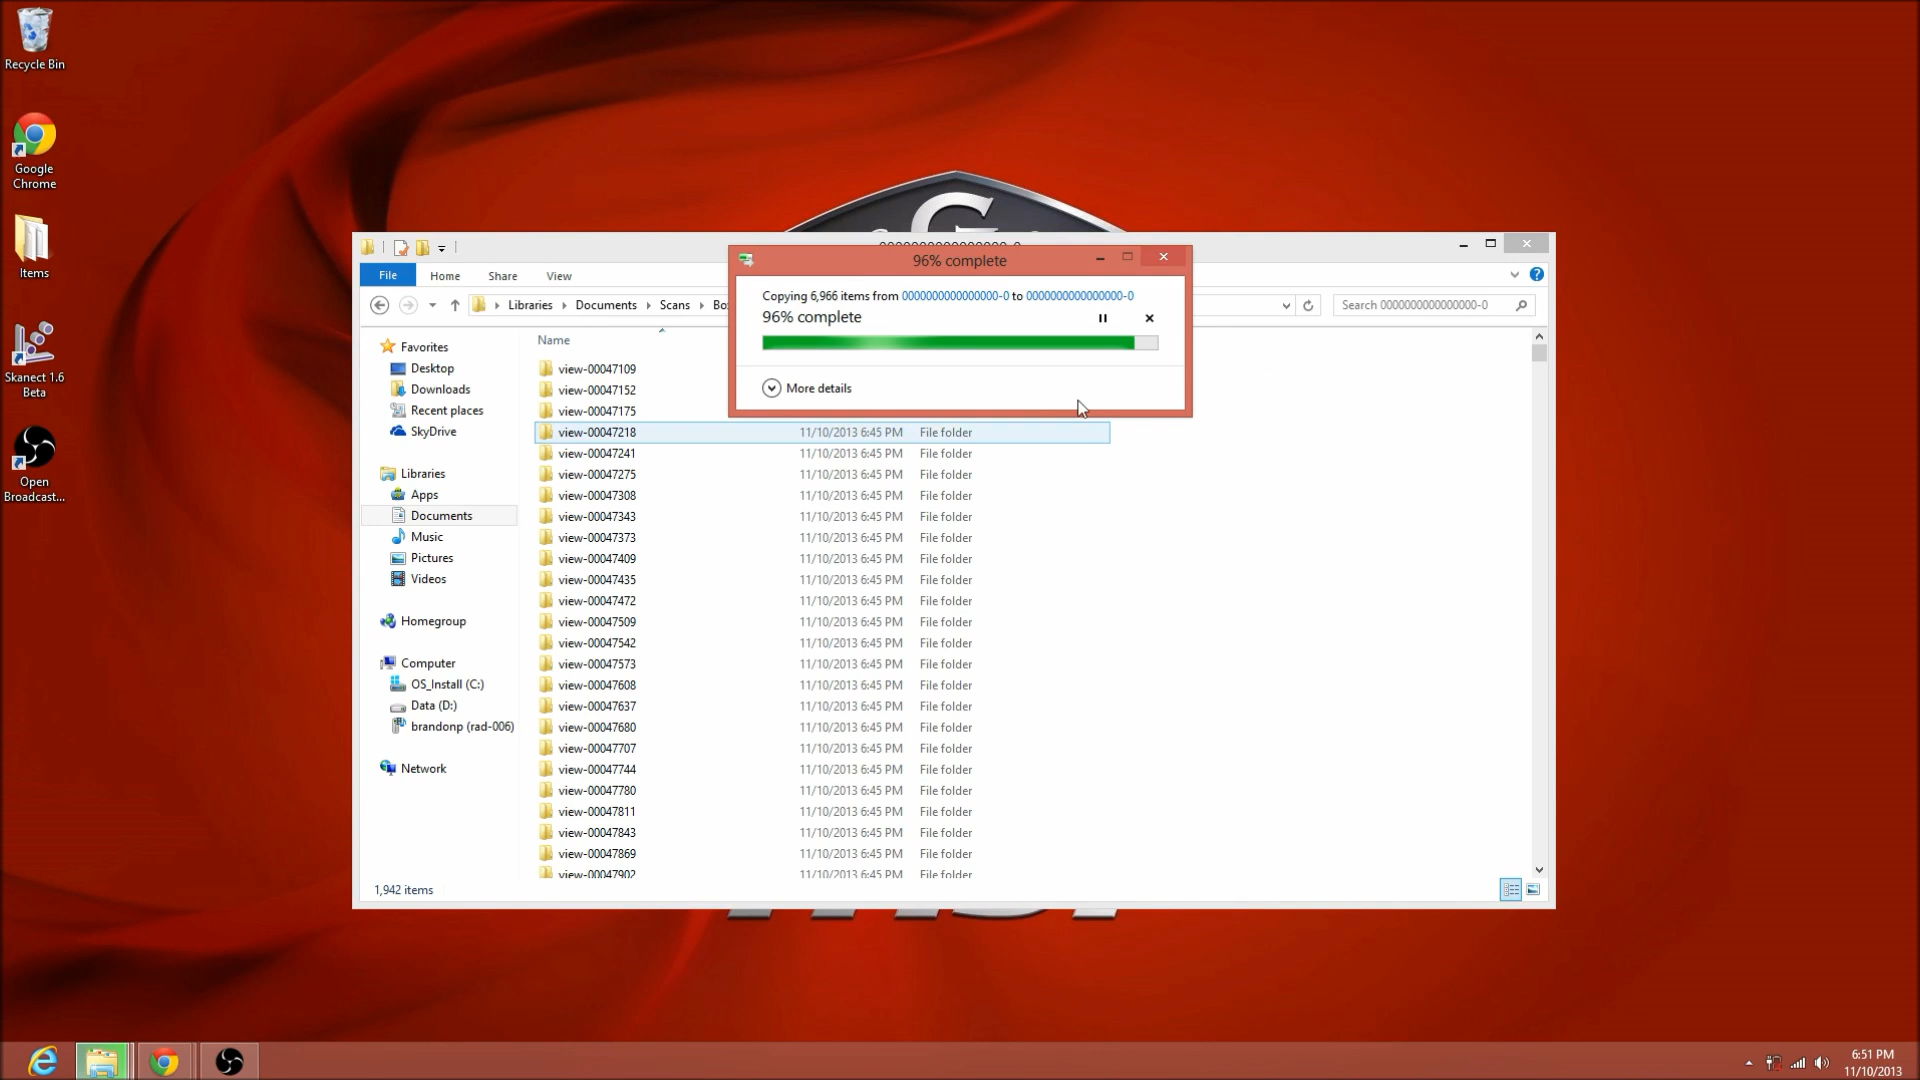 Recycle Bin
Google
Chrome
Items
Skanect 1.6
Beta
Open
Broadcast...
G
96% complete
Copying 6,966 items from 0000000000000000-0 to 0000000000000000-0
96% complete
More details
File
Home
Share
View
Libraries
Documents
Scans
Search 0000000000000000-0
Favorites
Desktop
Downloads
Recent places
SkyDrive
Libraries
Apps
Documents
Music
Pictures
Videos
Homegroup
Computer
OS_Install (C:)
Data (D:)
brandonp (rad-006)
Network
Name
view-00047109
view-00047152
view-00047175
view-00047218 11/10/2013 6:45 PM File folder
view-00047241 11/10/2013 6:45 PM File folder
view-00047275 11/10/2013 6:45 PM File folder
view-00047308 11/10/2013 6:45 PM File folder
view-00047343 11/10/2013 6:45 PM File folder
view-00047373 11/10/2013 6:45 PM File folder
view-00047409 11/10/2013 6:45 PM File folder
view-00047435 11/10/2013 6:45 PM File folder
view-00047472 11/10/2013 6:45 PM File folder
view-00047509 11/10/2013 6:45 PM File folder
view-00047542 11/10/2013 6:45 PM File folder
view-00047573 11/10/2013 6:45 PM File folder
view-00047608 11/10/2013 6:45 PM File folder
view-00047637 11/10/2013 6:45 PM File folder
view-00047680 11/10/2013 6:45 PM File folder
view-00047707 11/10/2013 6:45 PM File folder
view-00047744 11/10/2013 6:45 PM File folder
view-00047780 11/10/2013 6:45 PM File folder
view-00047811 11/10/2013 6:45 PM File folder
view-00047843 11/10/2013 6:45 PM File folder
view-00047869 11/10/2013 6:45 PM File folder
view-00047902 11/10/2013 6:45 PM File folder
1,942 items
6:51 PM
11/10/2013